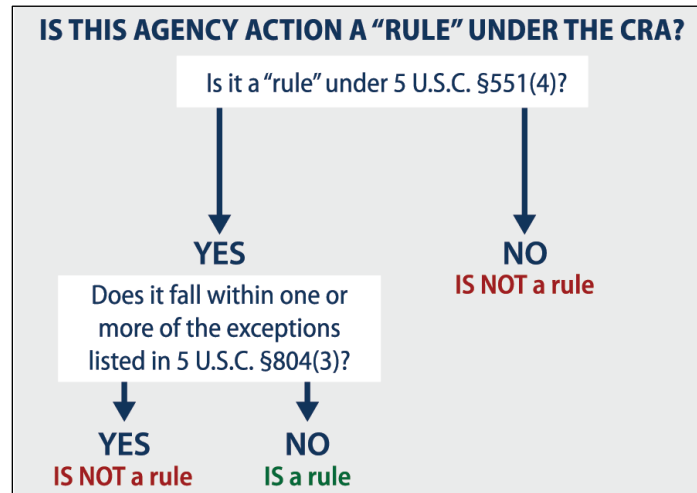 IS THIS AGENCY ACTION A “RULE” UNDER THE CRA?
Is it a “rule” under 5 U.S.C. §551(4)?
YES
NO
IS NOT a rule
Does it fall within one or
more of the exceptions
listed in 5 U.S.C. §804(3)?
YES
NO
IS NOT a rule
IS a rule